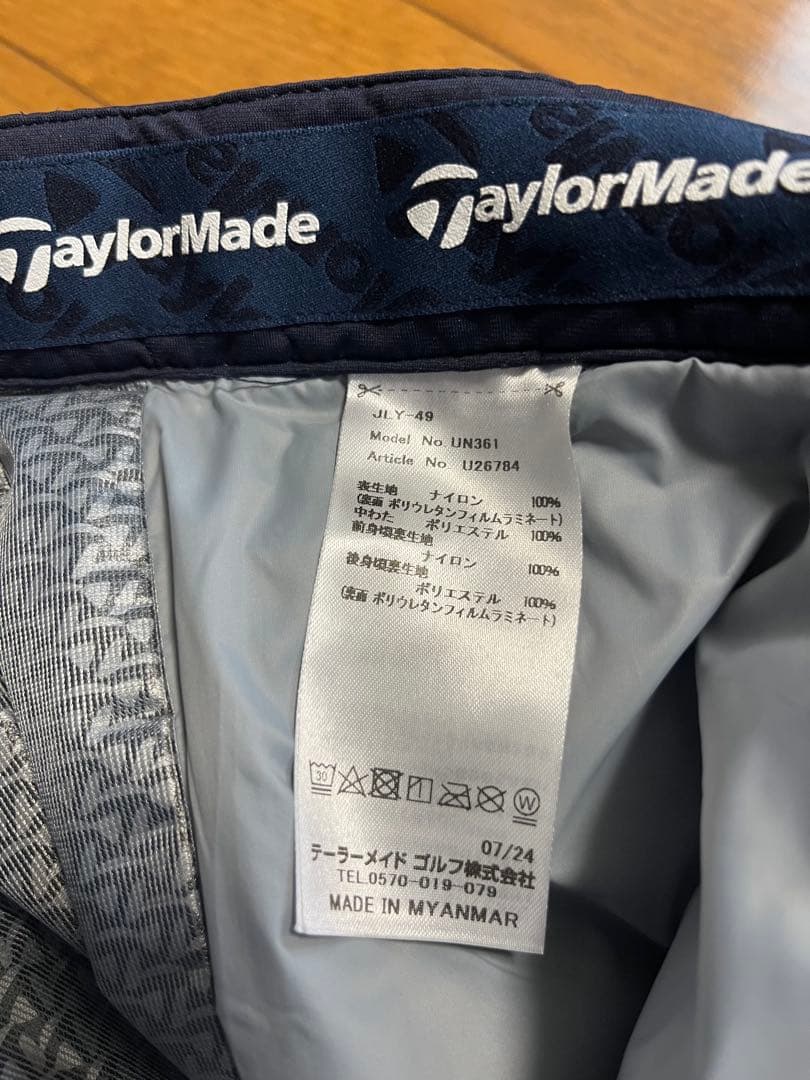 TaylorMade
TaylorMade
JLY-49
Model No. UN361
Article No. U26784
表生地 ナイロン 100%
(裏面 ポリウレタンフィルムラミネート)
中わた ポリエステル 100%
前身頃裏生地
ナイロン 100%
後身頃裏生地
ポリエステル 100%
(裏面 ポリウレタンフィルムラミネート)
30
W
07/24
テーラーメイド ゴルフ株式会社
TEL.0570-019-079
MADE IN MYANMAR